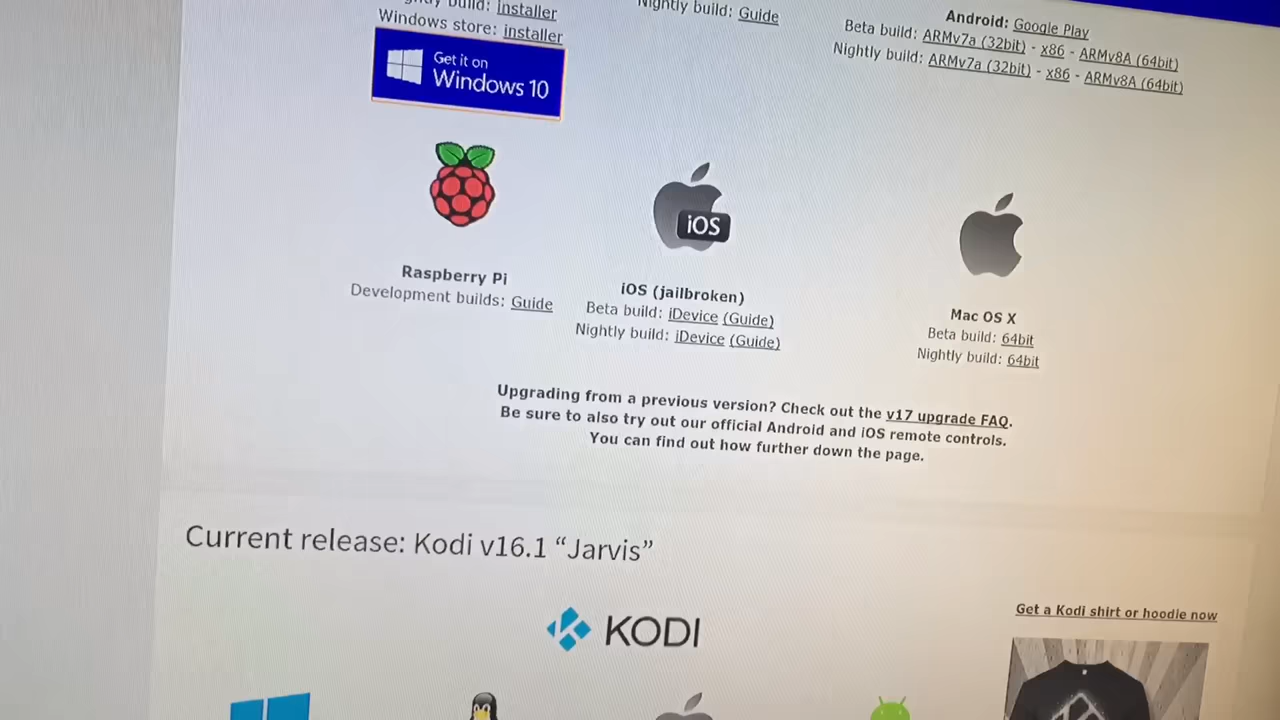 build: Installer
Windows store: installer
Get it on
Windows 10
Nightly build: Guide
Android: Google Play
Beta build: ARMv7a (32bit) - x86 - ARMv8A (64bit)
Nightly build: ARMv7a (32bit) - x86 - ARMv8A (64bit)
Raspberry Pi
Development builds: Guide
iOS
iOS (jailbroken)
Beta build: iDevice (Guide)
Nightly build: iDevice (Guide)
Mac OS X
Beta build: 64bit
Nightly build: 64bit
Upgrading from a previous version? Check out the v17 upgrade FAQ.
Be sure to also try out our official Android and iOS remote controls.
You can find out how further down the page.
Current release: Kodi v16.1 “Jarvis”
KODI
Get a Kodi shirt or hoodie now